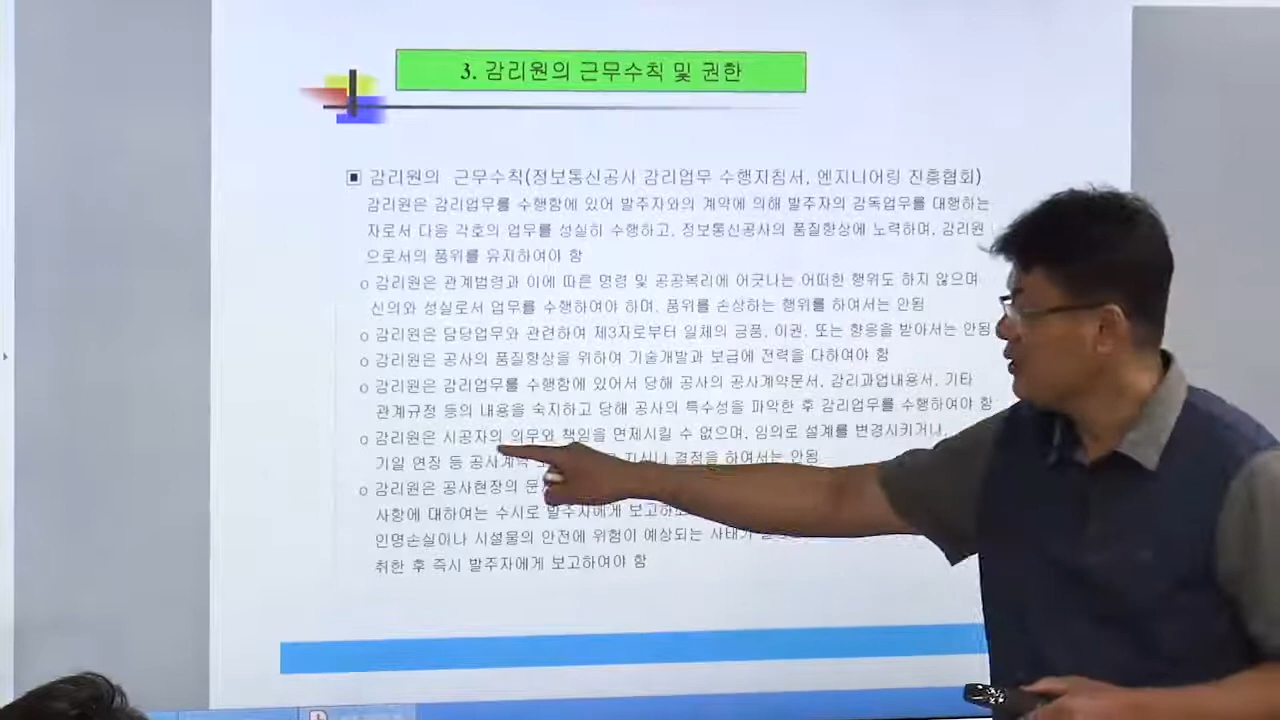 3. 감리원의 근무수칙 및 권한
▣ 감리원의 근무수칙(정보통신공사 감리업무 수행지침서, 엔지니어링 진흥협회)
감리원은 감리업무를 수행함에 있어 발주자와의 계약에 의해 발주자의 감독업무를 대행하는
자로서 다음 각호의 업무를 성실히 수행하고, 정보통신공사의 품질향상에 노력하며, 감리원
으로서의 품위를 유지하여야 함
o 감리원은 관계법령과 이에 따른 명령 및 공공복리에 어긋나는 어떠한 행위도 하지 않으며
신의와 성실로서 업무를 수행하여야 하며, 품위를 손상하는 행위를 하여서는 안됨
o 감리원은 담당업무와 관련하여 제3자로부터 일체의 금품, 이권, 또는 향응을 받아서는 안됨
o 감리원은 공사의 품질향상을 위하여 기술개발과 보급에 전력을 다하여야 함
o 감리원은 감리업무를 수행함에 있어서 당해 공사의 공사계약문서, 감리과업내용서, 기타
관계규정 등의 내용을 숙지하고 당해 공사의 특수성을 파악한 후 감리업무를 수행하여야 함
o 감리원은 시공자의 의무와 책임을 면제시킬 수 없으며, 임의로 설계를 변경시키거나,
기일 연장 등 공사계약 지시나 결정을 하여서는 안됨
o 감리원은 공사현장의
사항에 대하여는 수시로 발주자에게 보고하고
인명손실이나 시설물의 안전에 위험이 예상되는 사태가
취한 후 즉시 발주자에게 보고하여야 함